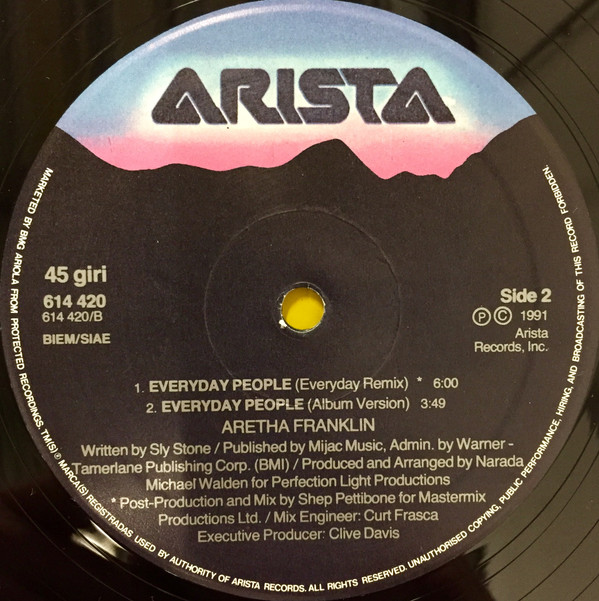 ARISTA
45 giri
614 420
614 420/B
BIEM/SIAE
Side 2
Ⓟ Ⓒ 1991
Arista
Records, Inc.
1. EVERYDAY PEOPLE (Everyday Remix) * 6:00
2. EVERYDAY PEOPLE (Album Version) 3:49
ARETHA FRANKLIN
Written by Sly Stone / Published by Mijac Music, Admin. by Warner -
Tamerlane Publishing Corp. (BMI) / Produced and Arranged by Narada
Michael Walden for Perfection Light Productions
* Post-Production and Mix by Shep Pettibone for Mastermix
Productions Ltd. / Mix Engineer: Curt Frasca
Executive Producer: Clive Davis
MARKETED BY BMG ARIOLA FROM PROTECTED RECORDINGS. TM(S)® MARCA(S) REGISTRADAS USED BY AUTHORITY OF ARISTA RECORDS. ALL RIGHTS RESERVED. UNAUTHORISED COPYING, PUBLIC PERFORMANCE, HIRING, AND BROADCASTING OF THIS RECORD FORBIDDEN.